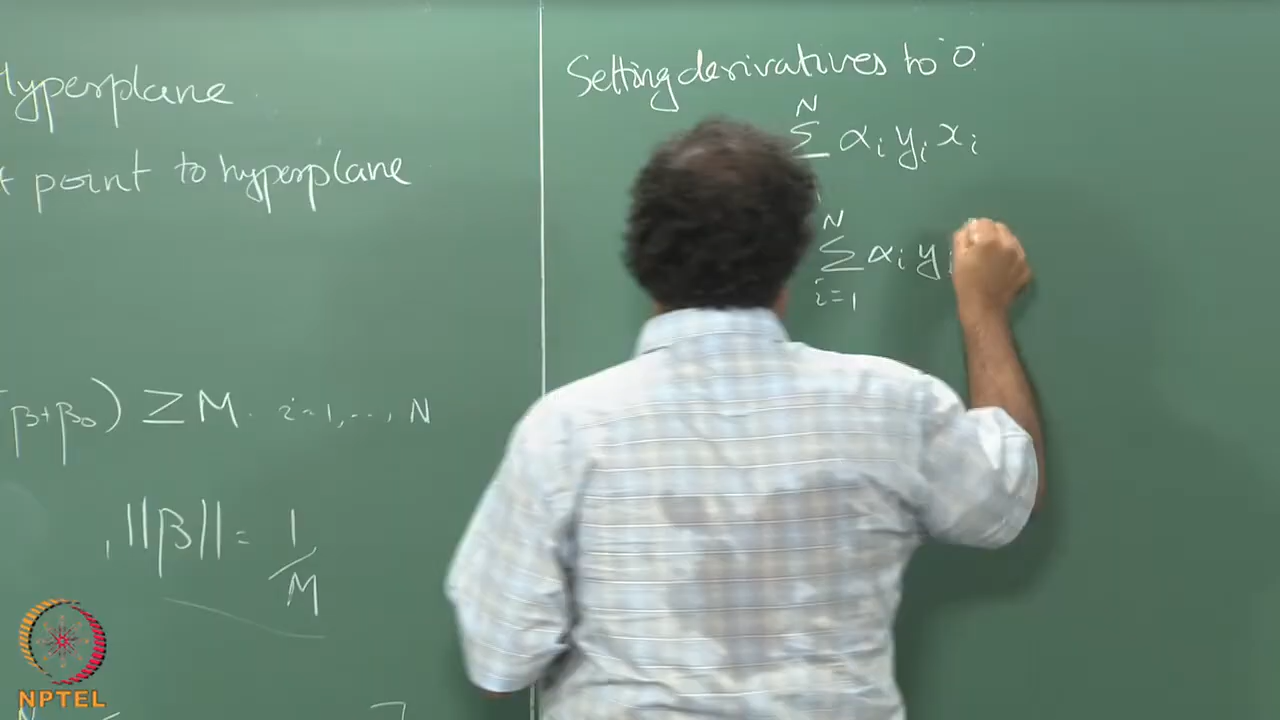 Hyperplane
t point to hyperplane
β+β₀) ≥ M. i=1,..., N
, ||β|| = 1/M
N
Setting derivatives to '0'
N
Σ αᵢ yᵢ xᵢ
N
Σ αᵢ yᵢ
i=1
NPTEL